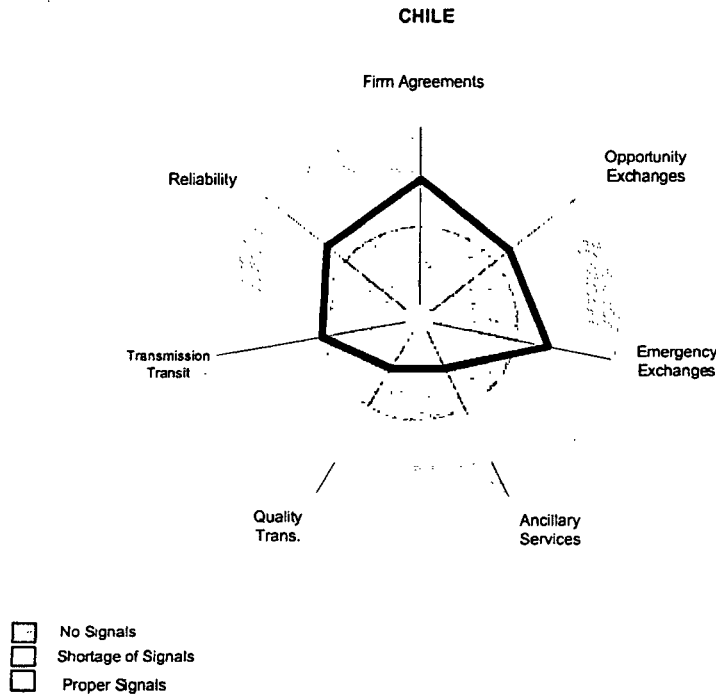 CHILE
Firm Agreements
Opportunity
Exchanges
Reliability
Emergency
Exchanges
Transmission
Transit
Quality
Trans.
Ancillary
Services
No Signals
Shortage of Signals
Proper Signals